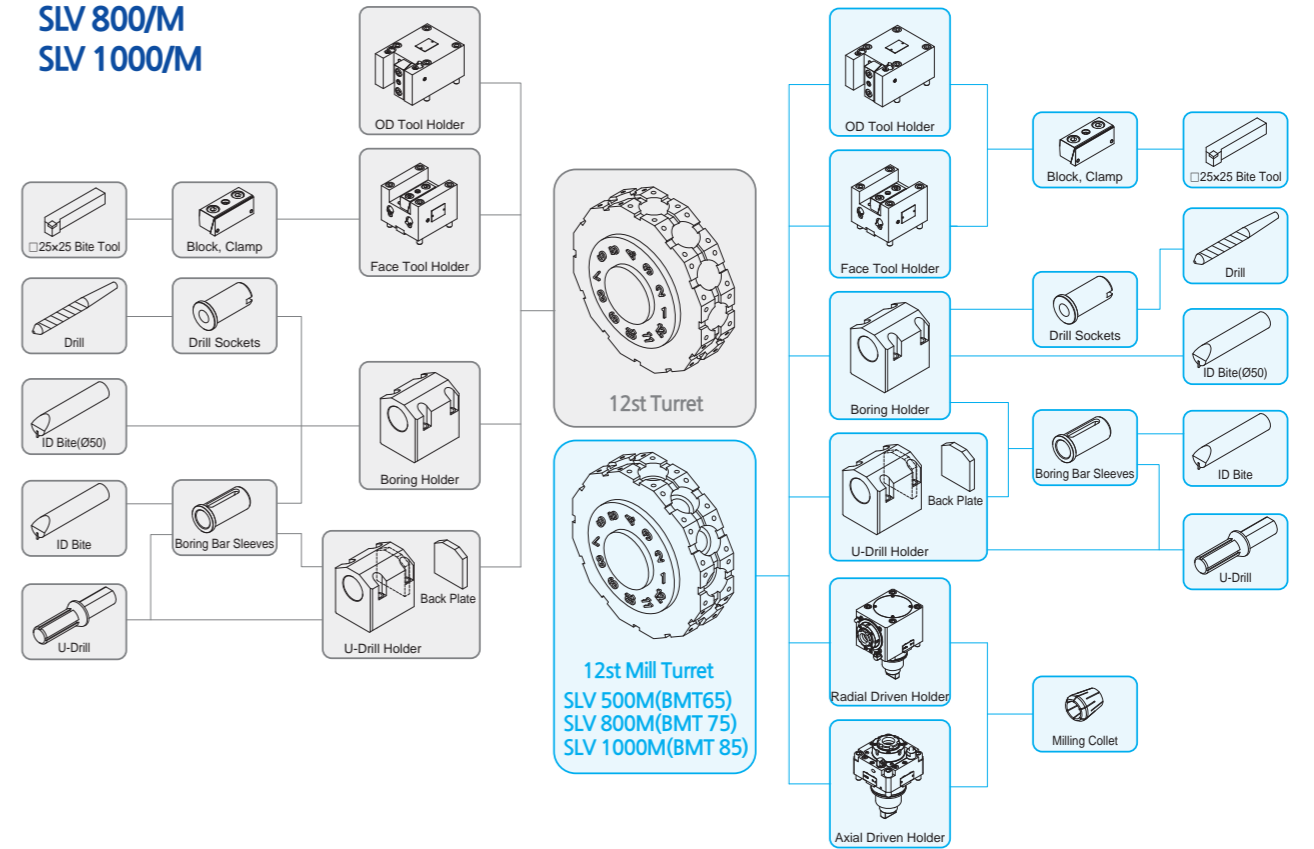 SLV 800/M
SLV 1000/M
OD Tool Holder
Face Tool Holder
□25x25 Bite Tool
Block, Clamp
Drill
Drill Sockets
ID Bite(Ø50)
Boring Holder
ID Bite
Boring Bar Sleeves
Back Plate
U-Drill
U-Drill Holder
12st Turret
12st Mill Turret
SLV 500M(BMT65)
SLV 800M(BMT 75)
SLV 1000M(BMT 85)
OD Tool Holder
Block, Clamp
□25x25 Bite Tool
Face Tool Holder
Drill
Drill Sockets
ID Bite(Ø50)
Boring Holder
Boring Bar Sleeves
ID Bite
Back Plate
U-Drill Holder
U-Drill
Radial Driven Holder
Milling Collet
Axial Driven Holder